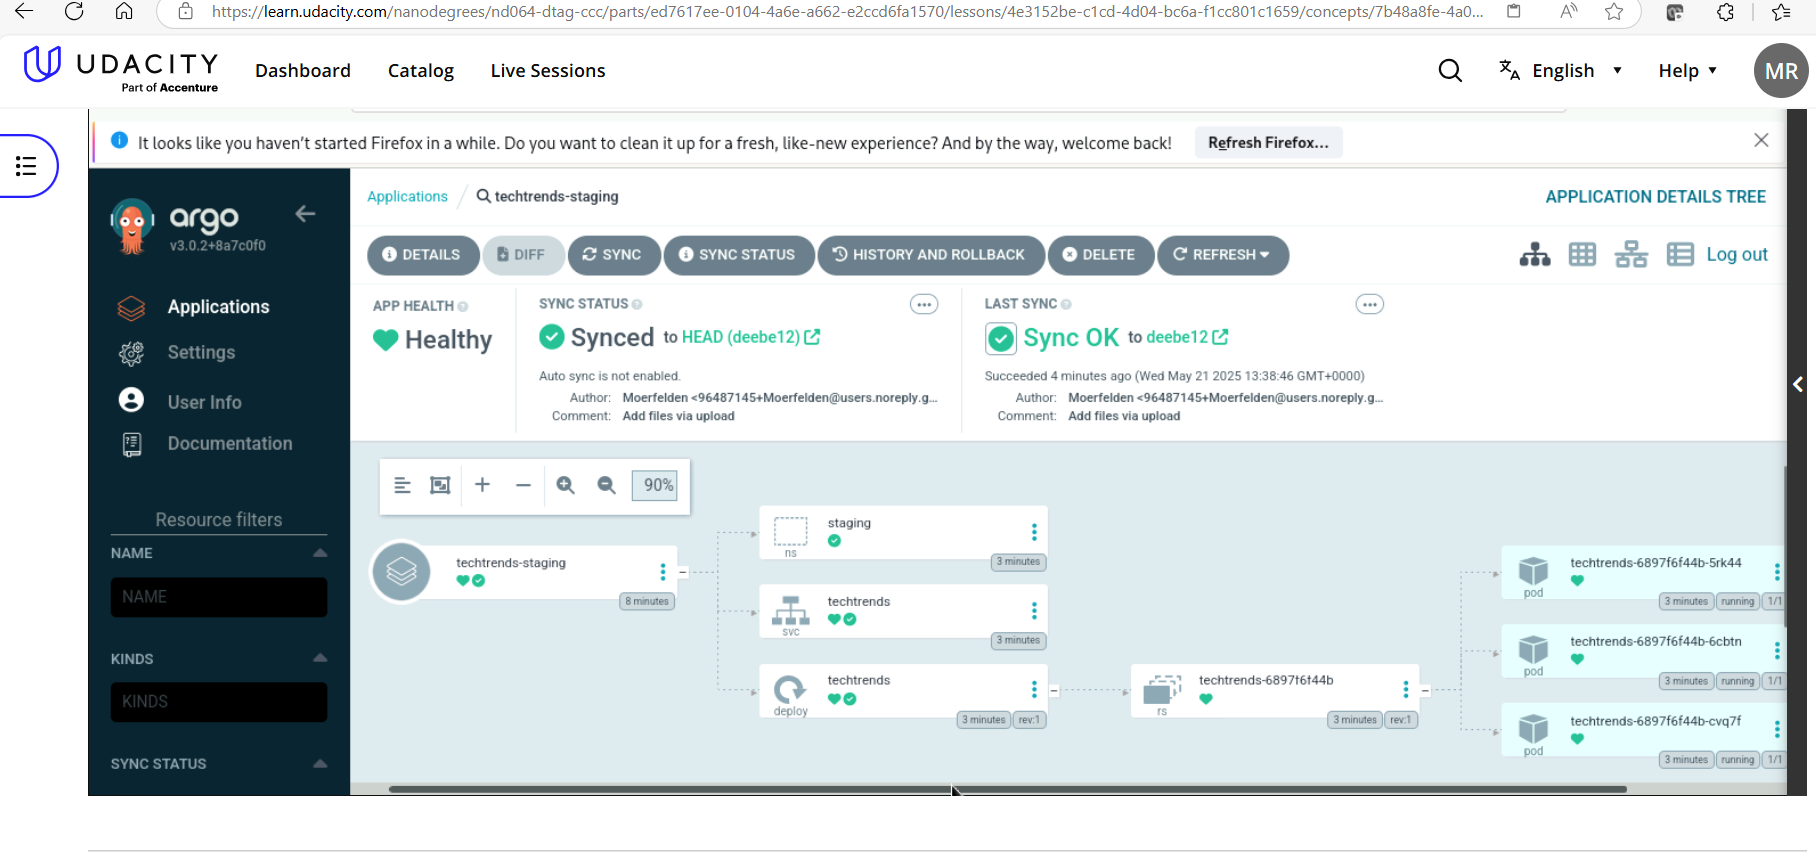 https://learn.udacity.com/nanodegrees/nd064-dtag-ccc/parts/ed7617ee-0104-4a6e-a662-e2ccd6fa1570/lessons/4e3152be-c1cd-4d04-bc6a-f1cc801c1659/concepts/7b48a8fe-4a0...
UDACITY
Part of Accenture
Dashboard
Catalog
Live Sessions
English
Help
MR
It looks like you haven't started Firefox in a while. Do you want to clean it up for a fresh, like-new experience? And by the way, welcome back!
Refresh Firefox...
argo
v3.0.2+8a7c0f0
Applications
Settings
User Info
Documentation
Resource filters
NAME
NAME
KINDS
KINDS
SYNC STATUS
Applications / techtrends-staging
APPLICATION DETAILS TREE
DETAILS
DIFF
SYNC
SYNC STATUS
HISTORY AND ROLLBACK
DELETE
REFRESH
Log out
APP HEALTH
Healthy
SYNC STATUS
Synced to HEAD (deebe12)
Auto sync is not enabled.
Author: Moerfelden <96487145+Moerfelden@users.noreply.g...
Comment: Add files via upload
LAST SYNC
Sync OK to deebe12
Succeeded 4 minutes ago (Wed May 21 2025 13:38:46 GMT+0000)
Author: Moerfelden <96487145+Moerfelden@users.noreply.g...
Comment: Add files via upload
90%
techtrends-staging
8 minutes
staging
ns
3 minutes
techtrends
svc
3 minutes
techtrends
deploy
3 minutes
rev:1
techtrends-6897f6f44b
rs
3 minutes
rev:1
techtrends-6897f6f44b-5rk44
pod
3 minutes
running
1/1
techtrends-6897f6f44b-6cbtn
pod
3 minutes
running
1/1
techtrends-6897f6f44b-cvq7f
pod
3 minutes
running
1/1